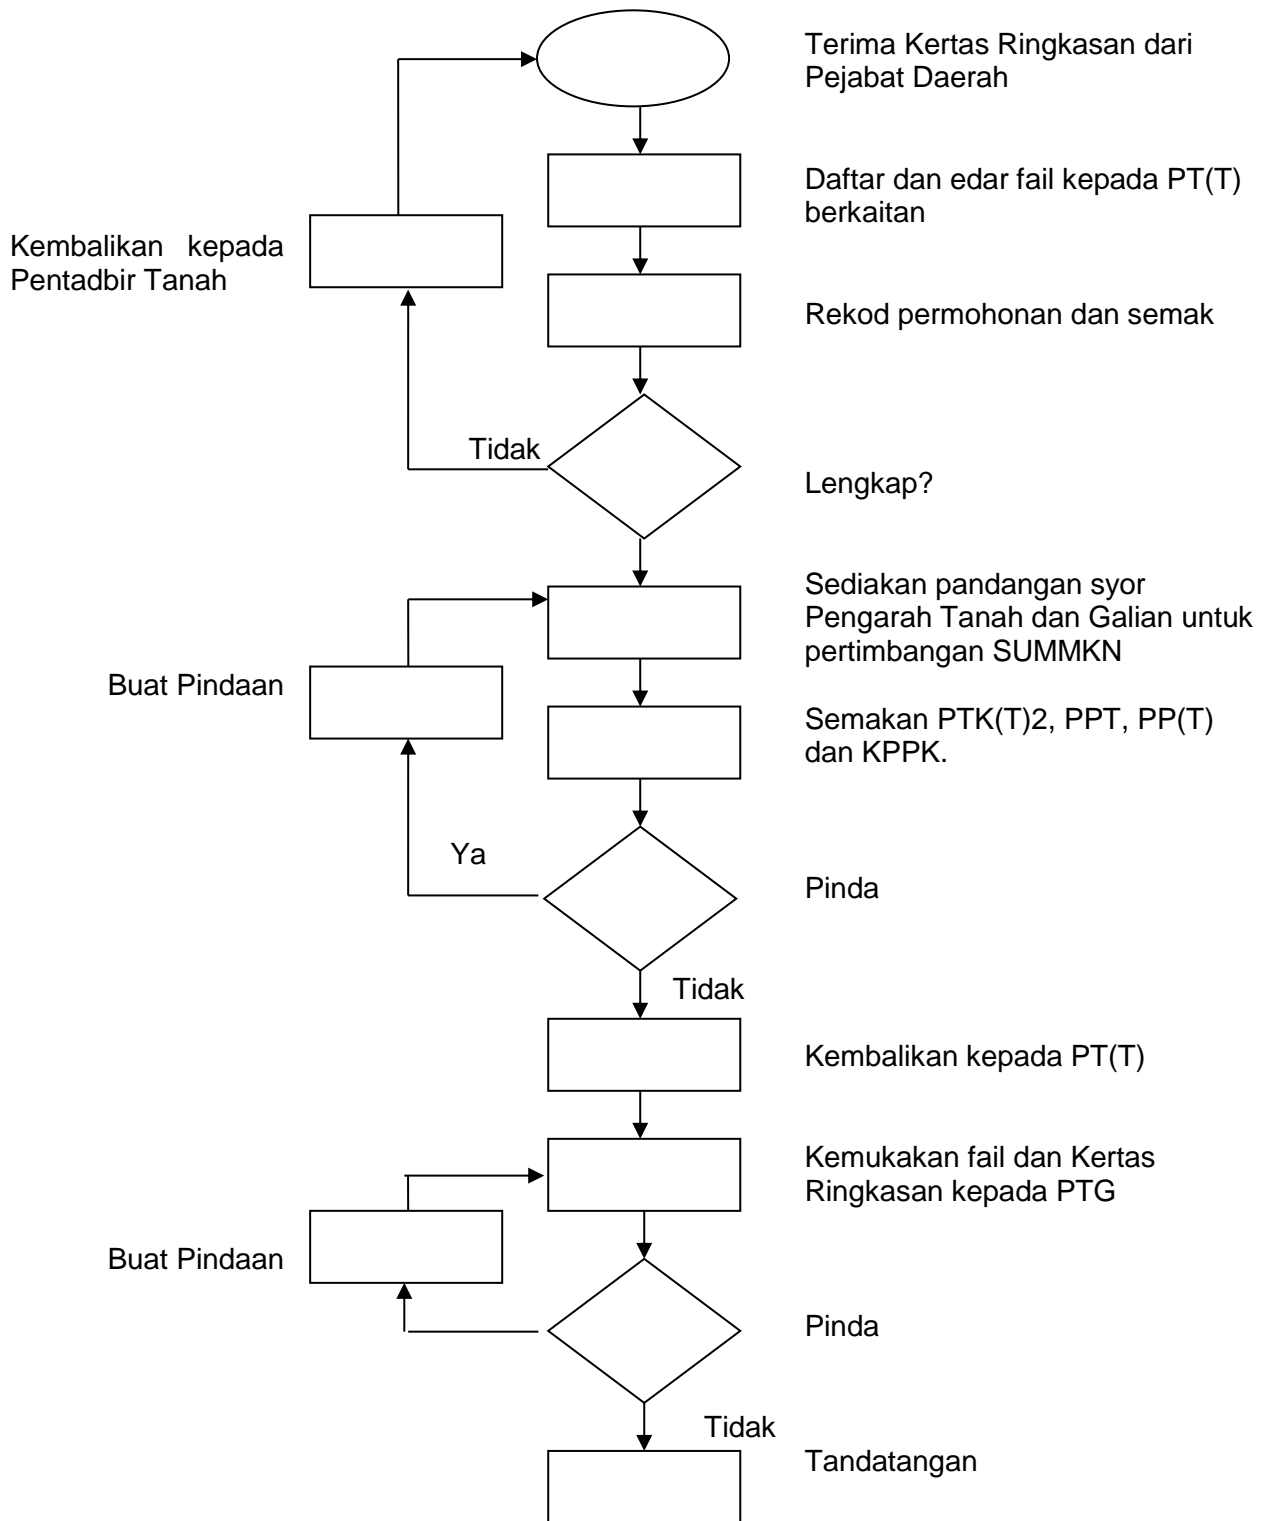 Terima Kertas Ringkasan dari
Pejabat Daerah
Daftar dan edar fail kepada PT(T)
berkaitan
Kembalikan kepada
Pentadbir Tanah
Rekod permohonan dan semak
Tidak
Lengkap?
Sediakan pandangan syor
Pengarah Tanah dan Galian untuk
pertimbangan SUMMKN
Buat Pindaan
Semakan PTK(T)2, PPT, PP(T)
dan KPPK.
Ya
Pinda
Tidak
Kembalikan kepada PT(T)
Kemukakan fail dan Kertas
Ringkasan kepada PTG
Buat Pindaan
Pinda
Tidak
Tandatangan